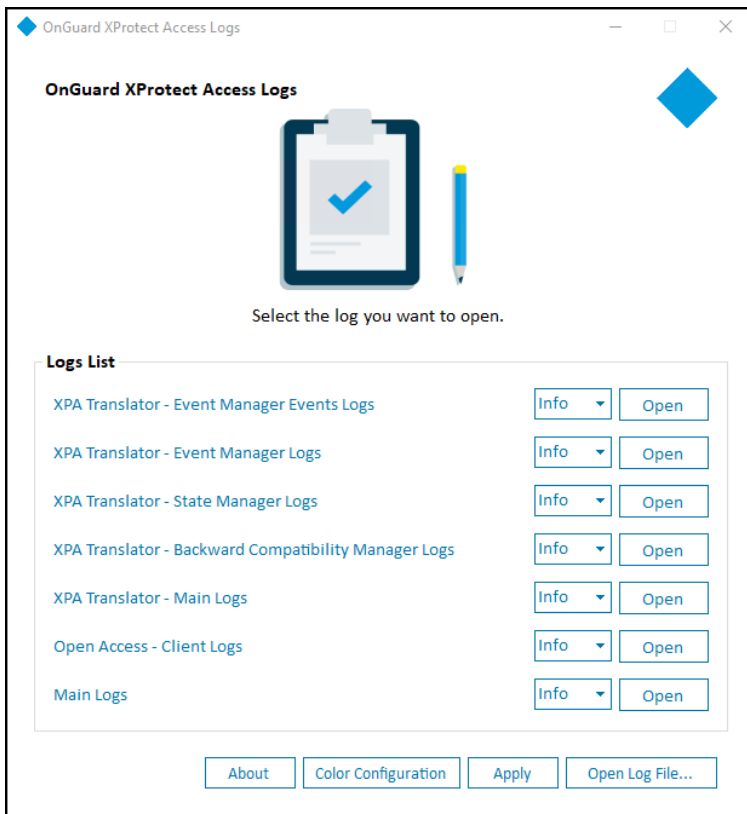 OnGuard XProtect Access Logs
OnGuard XProtect Access Logs
Select the log you want to open.
Logs List
XPA Translator - Event Manager Events Logs Info Open
XPA Translator - Event Manager Logs Info Open
XPA Translator - State Manager Logs Info Open
XPA Translator - Backward Compatibility Manager Logs Info Open
XPA Translator - Main Logs Info Open
Open Access - Client Logs Info Open
Main Logs Info Open
About Color Configuration Apply Open Log File...